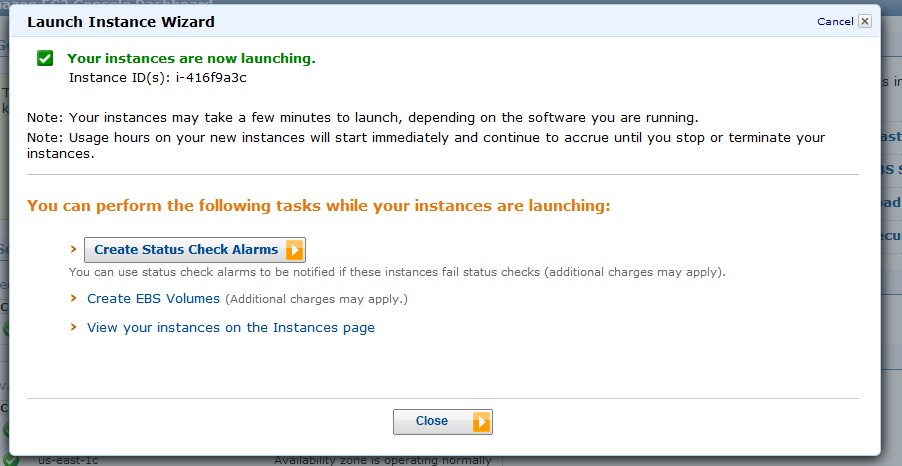 Amazon EC2 Console Dashboard
Launch Instance Wizard
Cancel
Your instances are now launching.
Instance ID(s): i-416f9a3c
Note: Your instances may take a few minutes to launch, depending on the software you are running.
Note: Usage hours on your new instances will start immediately and continue to accrue until you stop or terminate your
instances.
You can perform the following tasks while your instances are launching:
Create Status Check Alarms
You can use status check alarms to be notified if these instances fail status checks (additional charges may apply).
Create EBS Volumes (Additional charges may apply.)
View your instances on the Instances page
Close
us-east-1c
Availability zone is operating normally